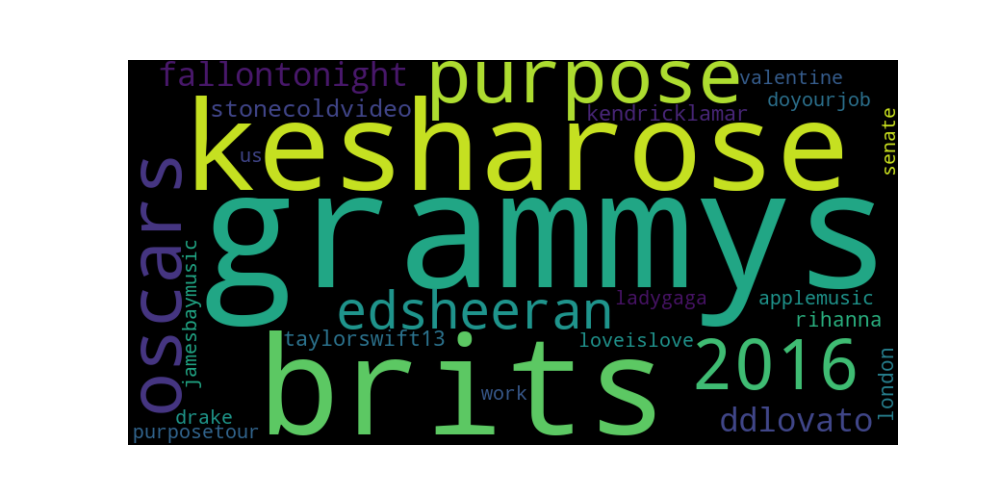 fallontonight
purpose
valentine
doyourjob
stonecoldvideo
kendricklamar
senate
kesharose
us
oscars
grammys
jamesbaymusic
edsheeran
ladygaga
applemusic
rihanna
taylorswift13
loveislove
2016
london
brits
work
drake
ddlovato
purposetour